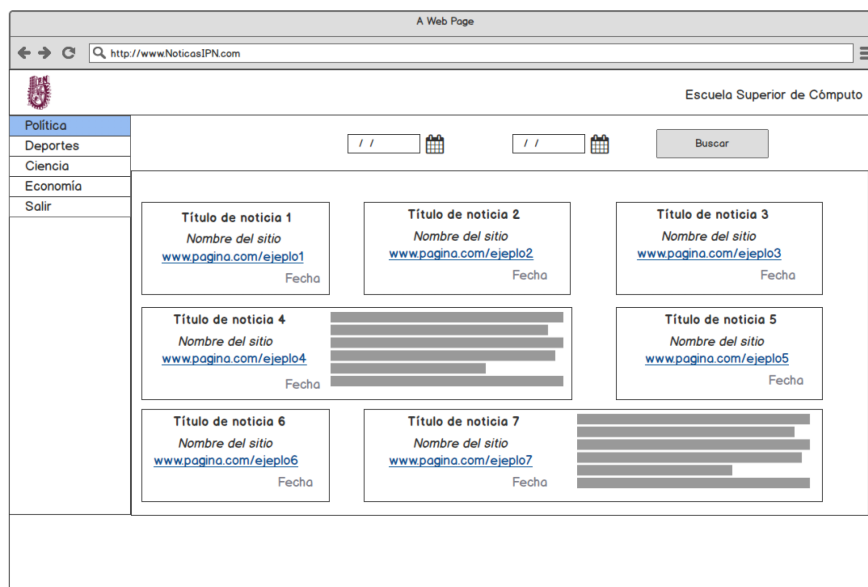 A Web Page
http://www.NoticasIPN.com
Escuela Superior de Cómputo
Política
Deportes
Ciencia
Economía
Salir
/ /
/ /
Buscar
Título de noticia 1
Nombre del sitio
www.pagina.com/ejeplo1
Fecha
Título de noticia 2
Nombre del sitio
www.pagina.com/ejeplo2
Fecha
Título de noticia 3
Nombre del sitio
www.pagina.com/ejeplo3
Fecha
Título de noticia 4
Nombre del sitio
www.pagina.com/ejeplo4
Fecha
Título de noticia 5
Nombre del sitio
www.pagina.com/ejeplo5
Fecha
Título de noticia 6
Nombre del sitio
www.pagina.com/ejeplo6
Fecha
Título de noticia 7
Nombre del sitio
www.pagina.com/ejeplo7
Fecha